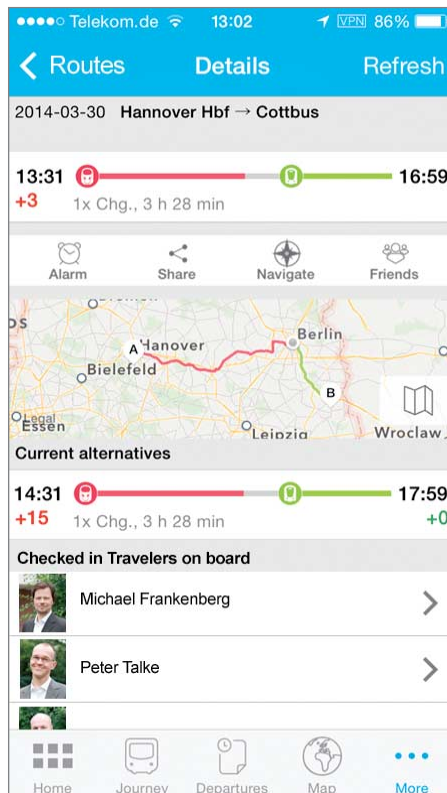 Telekom.de 13:02 VPN 86%
Routes Details Refresh
2014-03-30 Hannover Hbf → Cottbus
13:31 16:59
+3 1x Chg., 3 h 28 min
Alarm Share Navigate Friends
Berlin
A Hanover
Bielefeld
B
Legal
Essen Leipzig Wroclaw
Current alternatives
14:31 17:59
+15 1x Chg., 3 h 28 min +0
Checked in Travelers on board
Michael Frankenberg
Peter Talke
Home Journey Departures Map More